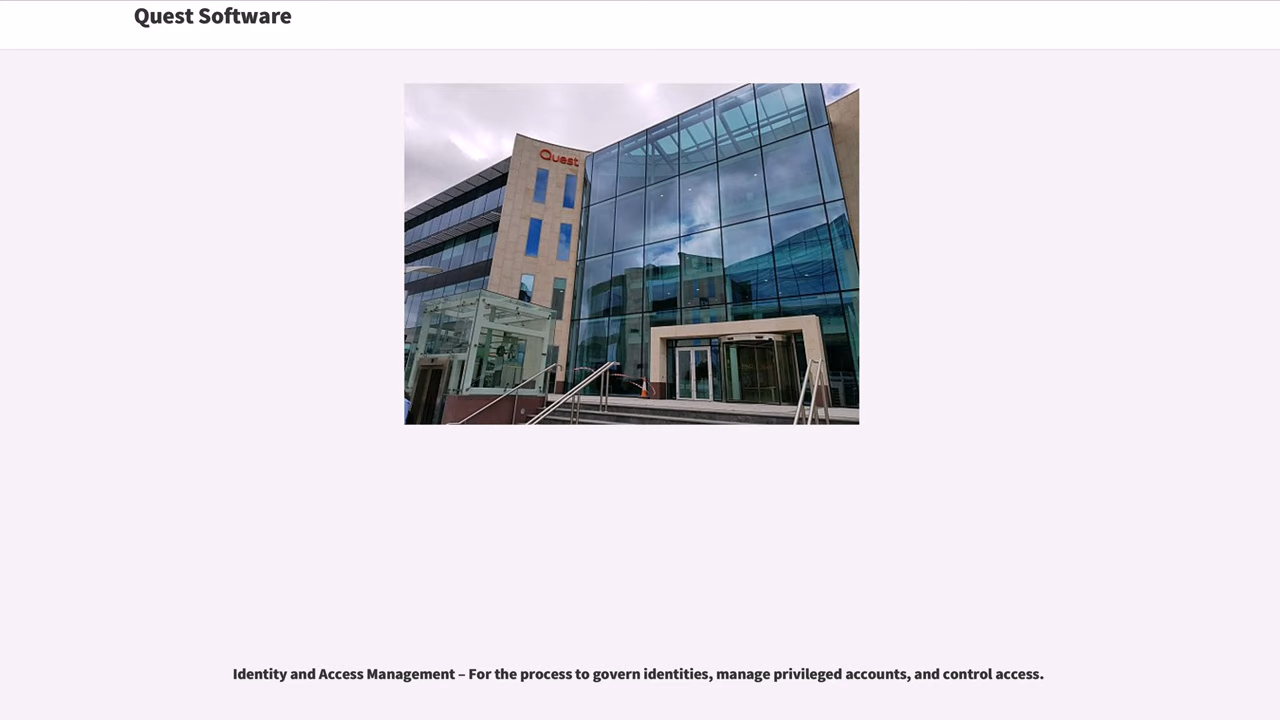 Quest Software
Quest
Identity and Access Management – For the process to govern identities, manage privileged accounts, and control access.